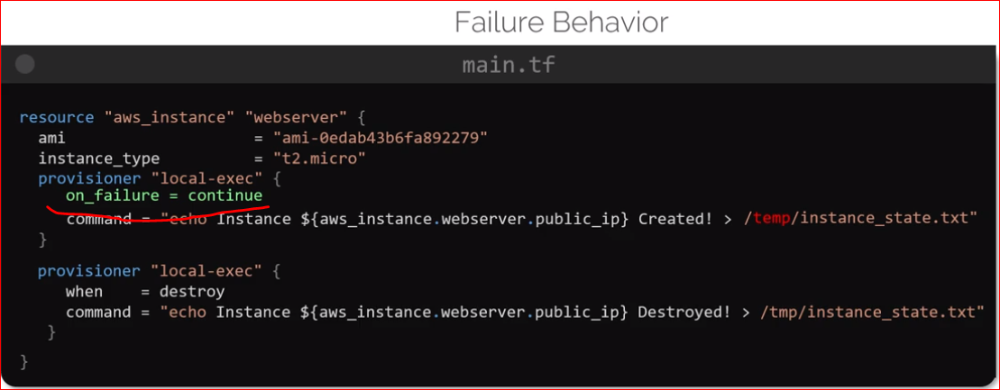 Failure Behavior
main.tf
resource "aws_instance" "webserver" {
ami = "ami-0edab43b6fa892279"
instance_type = "t2.micro"
provisioner "local-exec" {
on_failure = continue
command = "echo Instance ${aws_instance.webserver.public_ip} Created! > /temp/instance_state.txt"
}
provisioner "local-exec" {
when = destroy
command = "echo Instance ${aws_instance.webserver.public_ip} Destroyed! > /tmp/instance_state.txt"
}
}